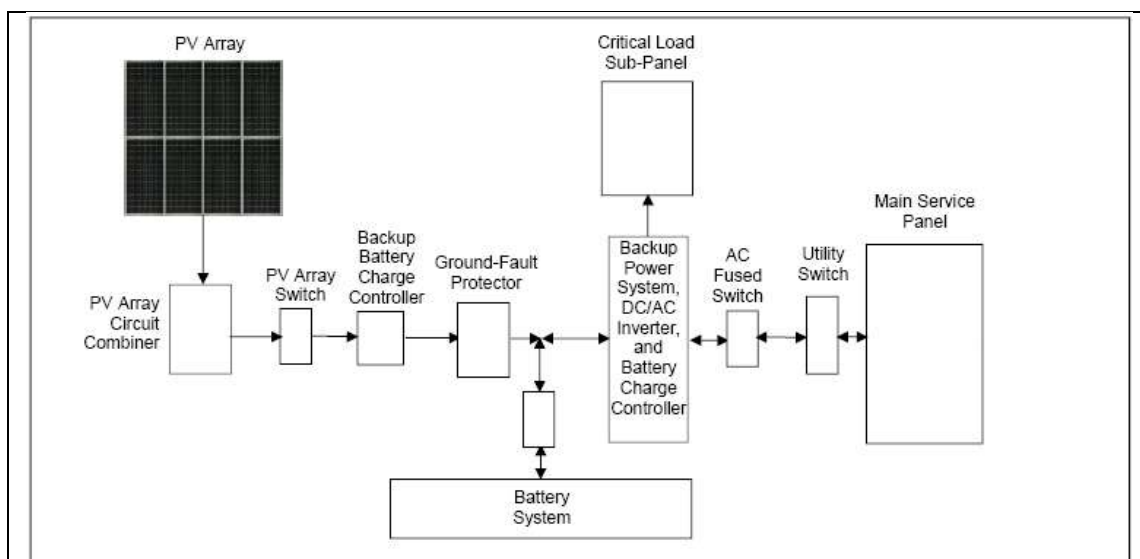 PV Array
Critical Load
Sub-Panel
Main Service
Panel
Backup
Battery
Charge
Controller
Ground-Fault
Protector
PV Array
Switch
PV Array
Circuit
Combiner
Backup
Power
System,
DC/AC
Inverter,
and
Battery
Charge
Controller
AC
Fused
Switch
Utility
Switch
Battery
System